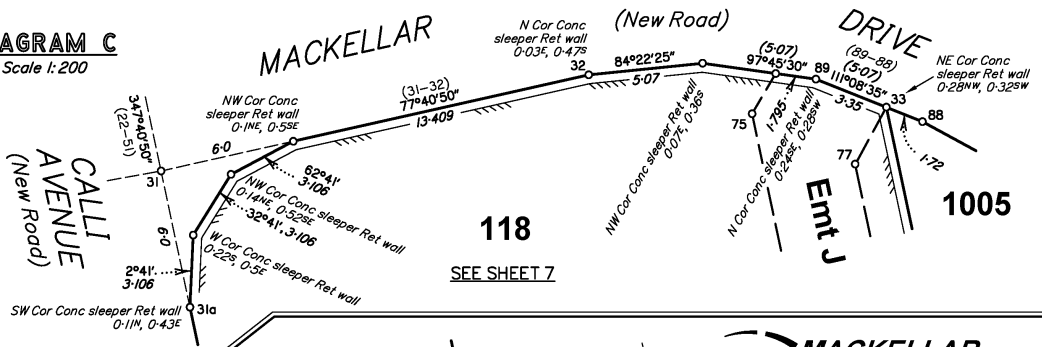 AGRAM C
Scale 1:200
MACKELLAR
(New Road)
DRIVE
N Cor Conc
sleeper Ret wall
0·03E, 0·47S
32
84°22'25"
5·07
(5·07)
97°45'30"
89
(89-88)
(5·07)
111°08'35"
3·35
33
88
NE Cor Conc
sleeper Ret wall
0·28NW, 0·32SW
1·72
(31-32)
77°40'50"
13·409
NW Cor Conc
sleeper Ret wall
0·1NE, 0·5SE
347°40'50"
(22-51)
6·0
31
6·0
CALLI
AVENUE
(New Road)
62°41'
3·106
NW Cor Conc sleeper Ret wall
0·14NE, 0·52SE
32°41', 3·106
W Cor Conc sleeper Ret wall
0·22S, 0·5E
2°41'
3·106
31a
SW Cor Conc sleeper Ret wall
0·11N, 0·43E
118
SEE SHEET 7
NW Cor Conc sleeper Ret wall
0·07E, 0·36S
75
1·795
N Cor Conc sleeper Ret wall
0·24SE, 0·28SW
77
Emt J
1005
MACKELLAR